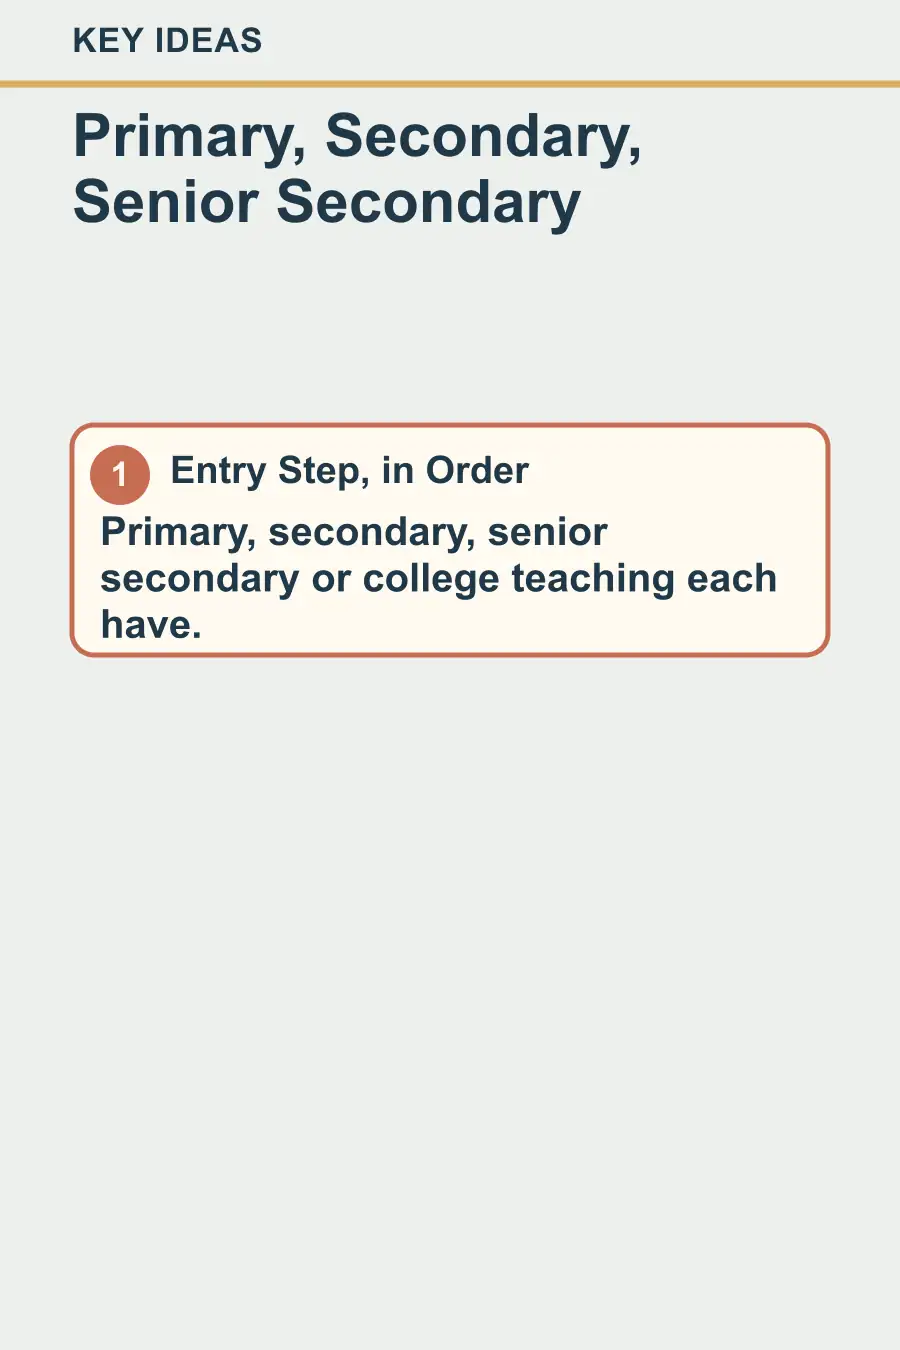 KEY IDEAS
Primary, Secondary,
Senior Secondary
1 Entry Step, in Order
Primary, secondary, senior
secondary or college teaching each
have.